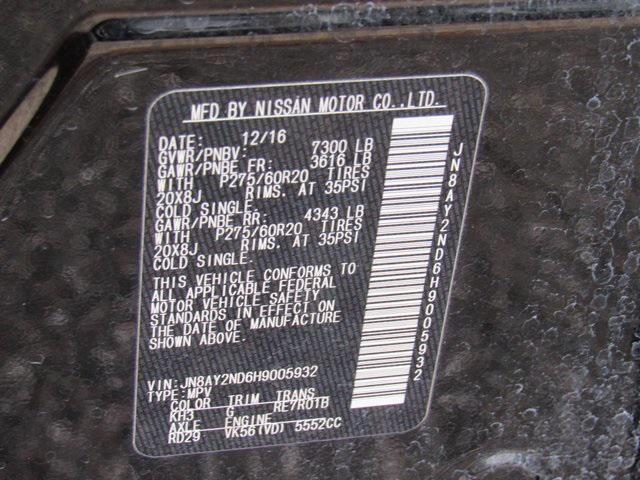 MFD BY NISSAN MOTOR CO.,LTD.
DATE: 12/16
GVWR/PNBV: 7300 LB
GAWR/PNBE FR: 3616 LB
WITH P275/60R20 TIRES
20X8J RIMS. AT 35PSI
COLD SINGLE.
GAWR/PNBE RR: 4343 LB
WITH P275/60R20 TIRES
20X8J RIMS. AT 35PSI
COLD SINGLE.
THIS VEHICLE CONFORMS TO
ALL APPLICABLE FEDERAL
MOTOR VEHICLE SAFETY
STANDARDS IN EFFECT ON
THE DATE OF MANUFACTURE
SHOWN ABOVE.
VIN:JN8AY2ND6H9005932
TYPE:MPV
COLOR TRIM TRANS
KH3 G RE7R01B
AXLE ENGINE
RD29 VK56(VD) 5552CC
JN8AY2ND6H9005932